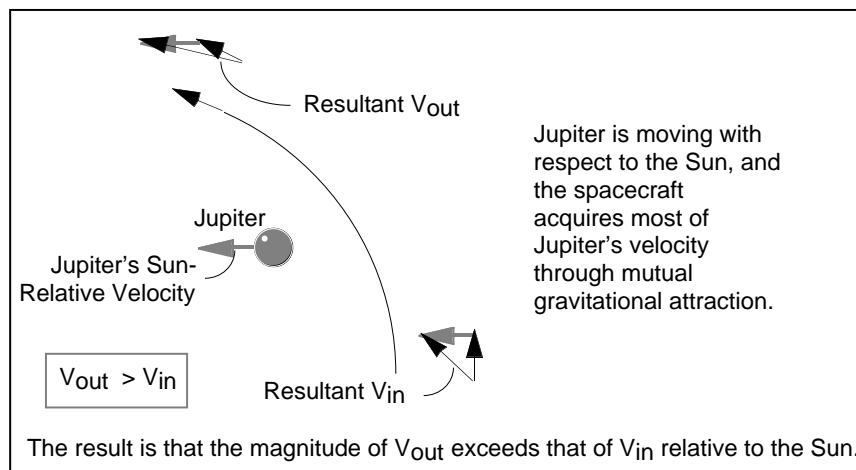 Resultant Vout
Jupiter is moving with
respect to the Sun, and
the spacecraft
acquires most of
Jupiter’s velocity
through mutual
gravitational attraction.
Jupiter
Jupiter’s Sun-
Relative Velocity
Vout > Vin
Resultant Vin
The result is that the magnitude of Vout exceeds that of Vin relative to the Sun.